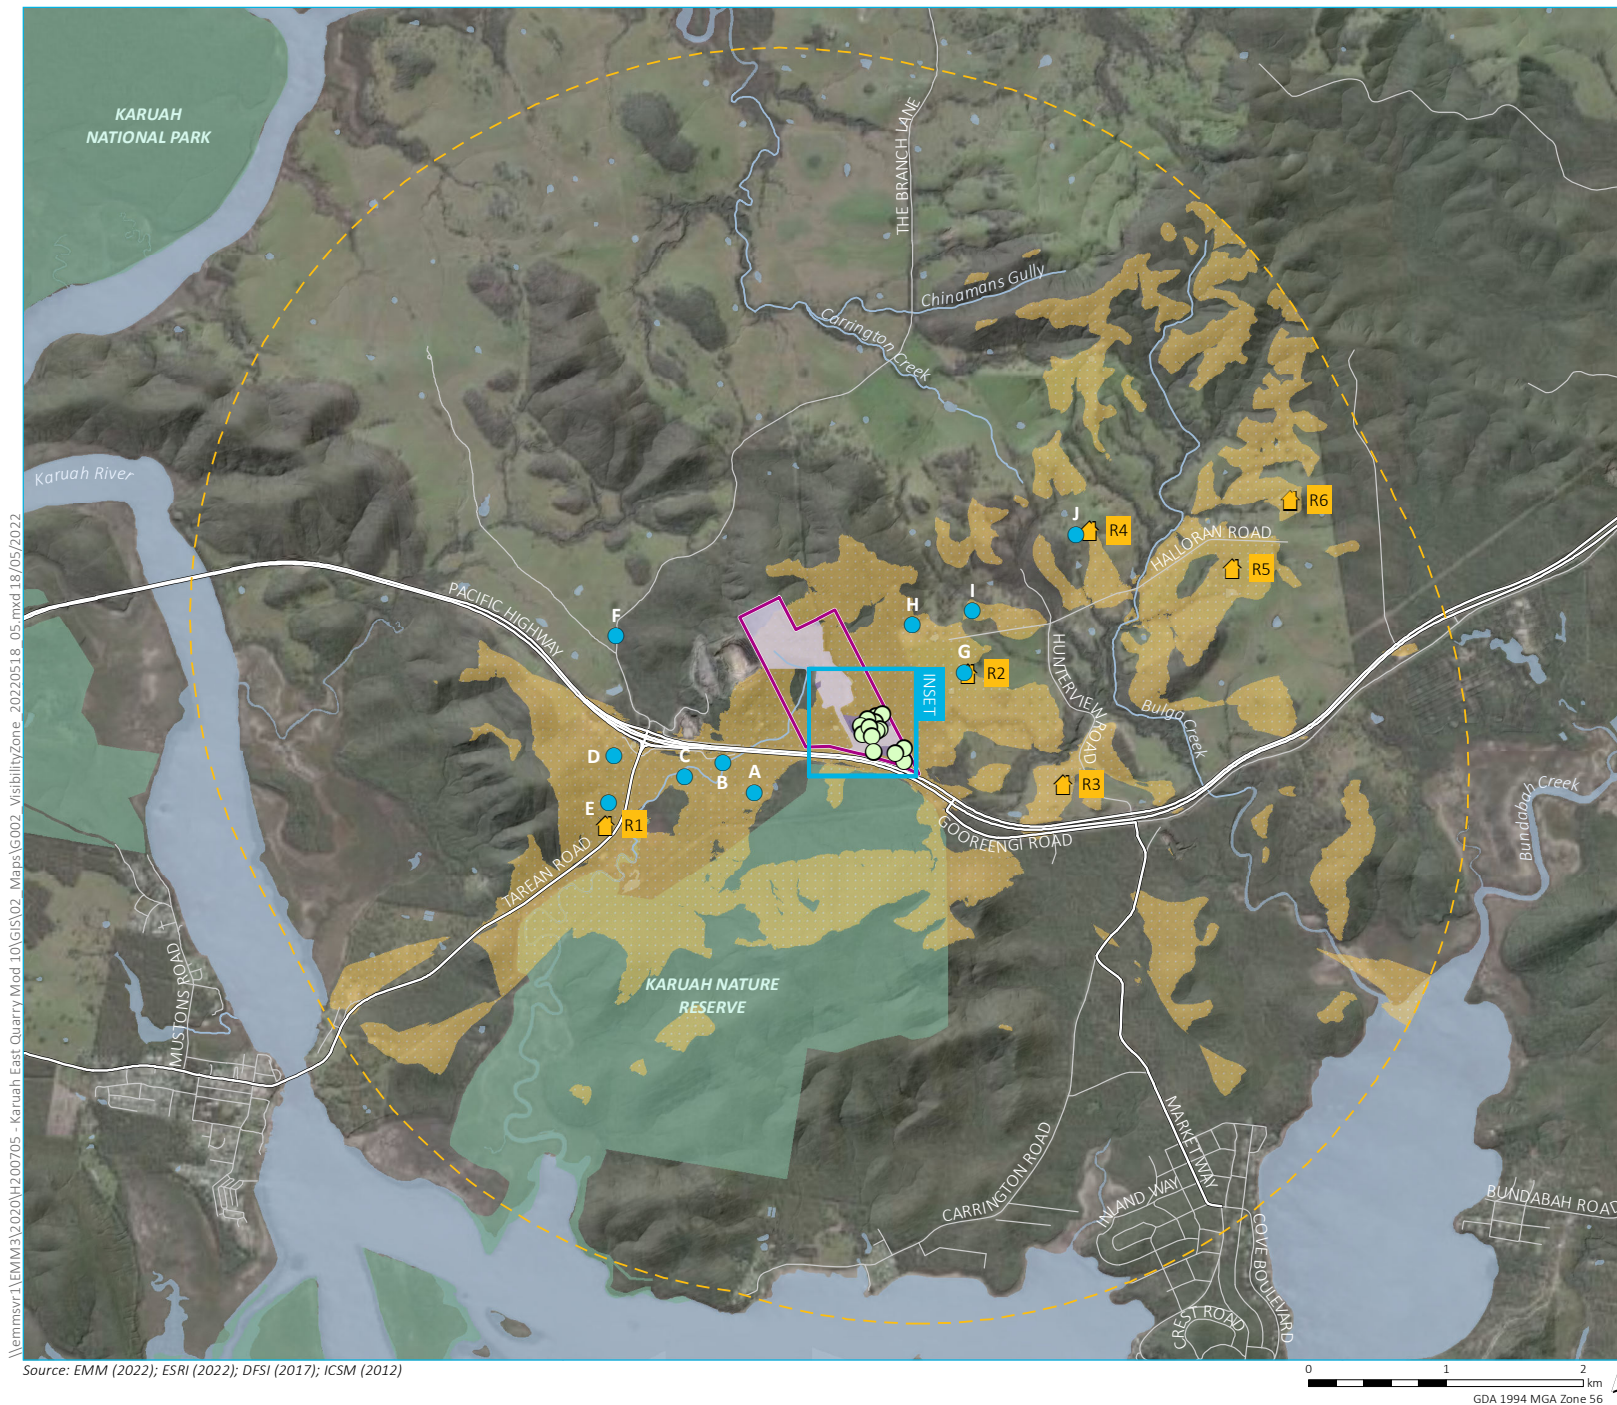 KARUAH
NATIONAL PARK
THE BRANCH LANE
Chinamans Gully
Carrington Creek
Karuah River
R6
J
R4
HALLORAN ROAD
R5
PACIFIC HIGHWAY
F
H
I
HUNTERVIEW ROAD
G
R2
INSET
Bulga Creek
D
C
B
A
E
R1
R3
Bundabah Creek
GOOREENGI ROAD
TAREAN ROAD
MUSTONS ROAD
KARUAH NATURE
RESERVE
MARKET WAY
CARRINGTON ROAD
INLAND WAY
BUNDABAH ROA
COVE BOULEVARD
CREST ROAD
\\emmsvr1\EMM3\2020\H200705 - Karuah East Quarry Mod 10\GIS\02_Maps\G002_VisibilityZone_20220518_05.mxd 18/05/2022
Source: EMM (2022); ESRI (2022); DFSI (2017); ICSM (2012)
0 1 2
km
GDA 1994 MGA Zone 56